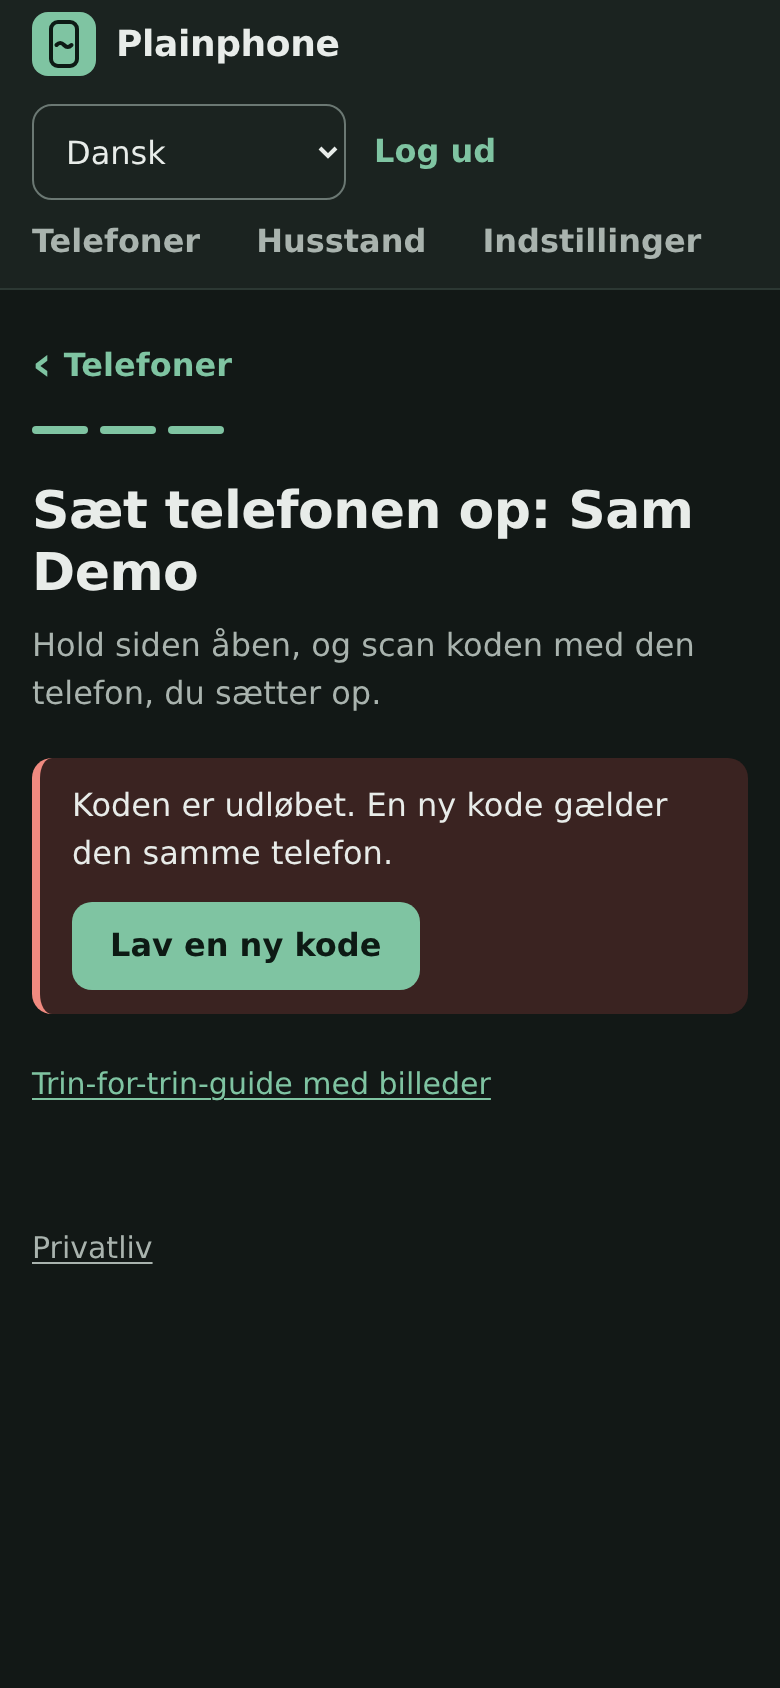 Plainphone
Dansk
Log ud
Telefoner Husstand Indstillinger
‹ Telefoner
Sæt telefonen op: Sam
Demo
Hold siden åben, og scan koden med den
telefon, du sætter op.
Koden er udløbet. En ny kode gælder
den samme telefon.
Lav en ny kode
Trin-for-trin-guide med billeder
Privatliv